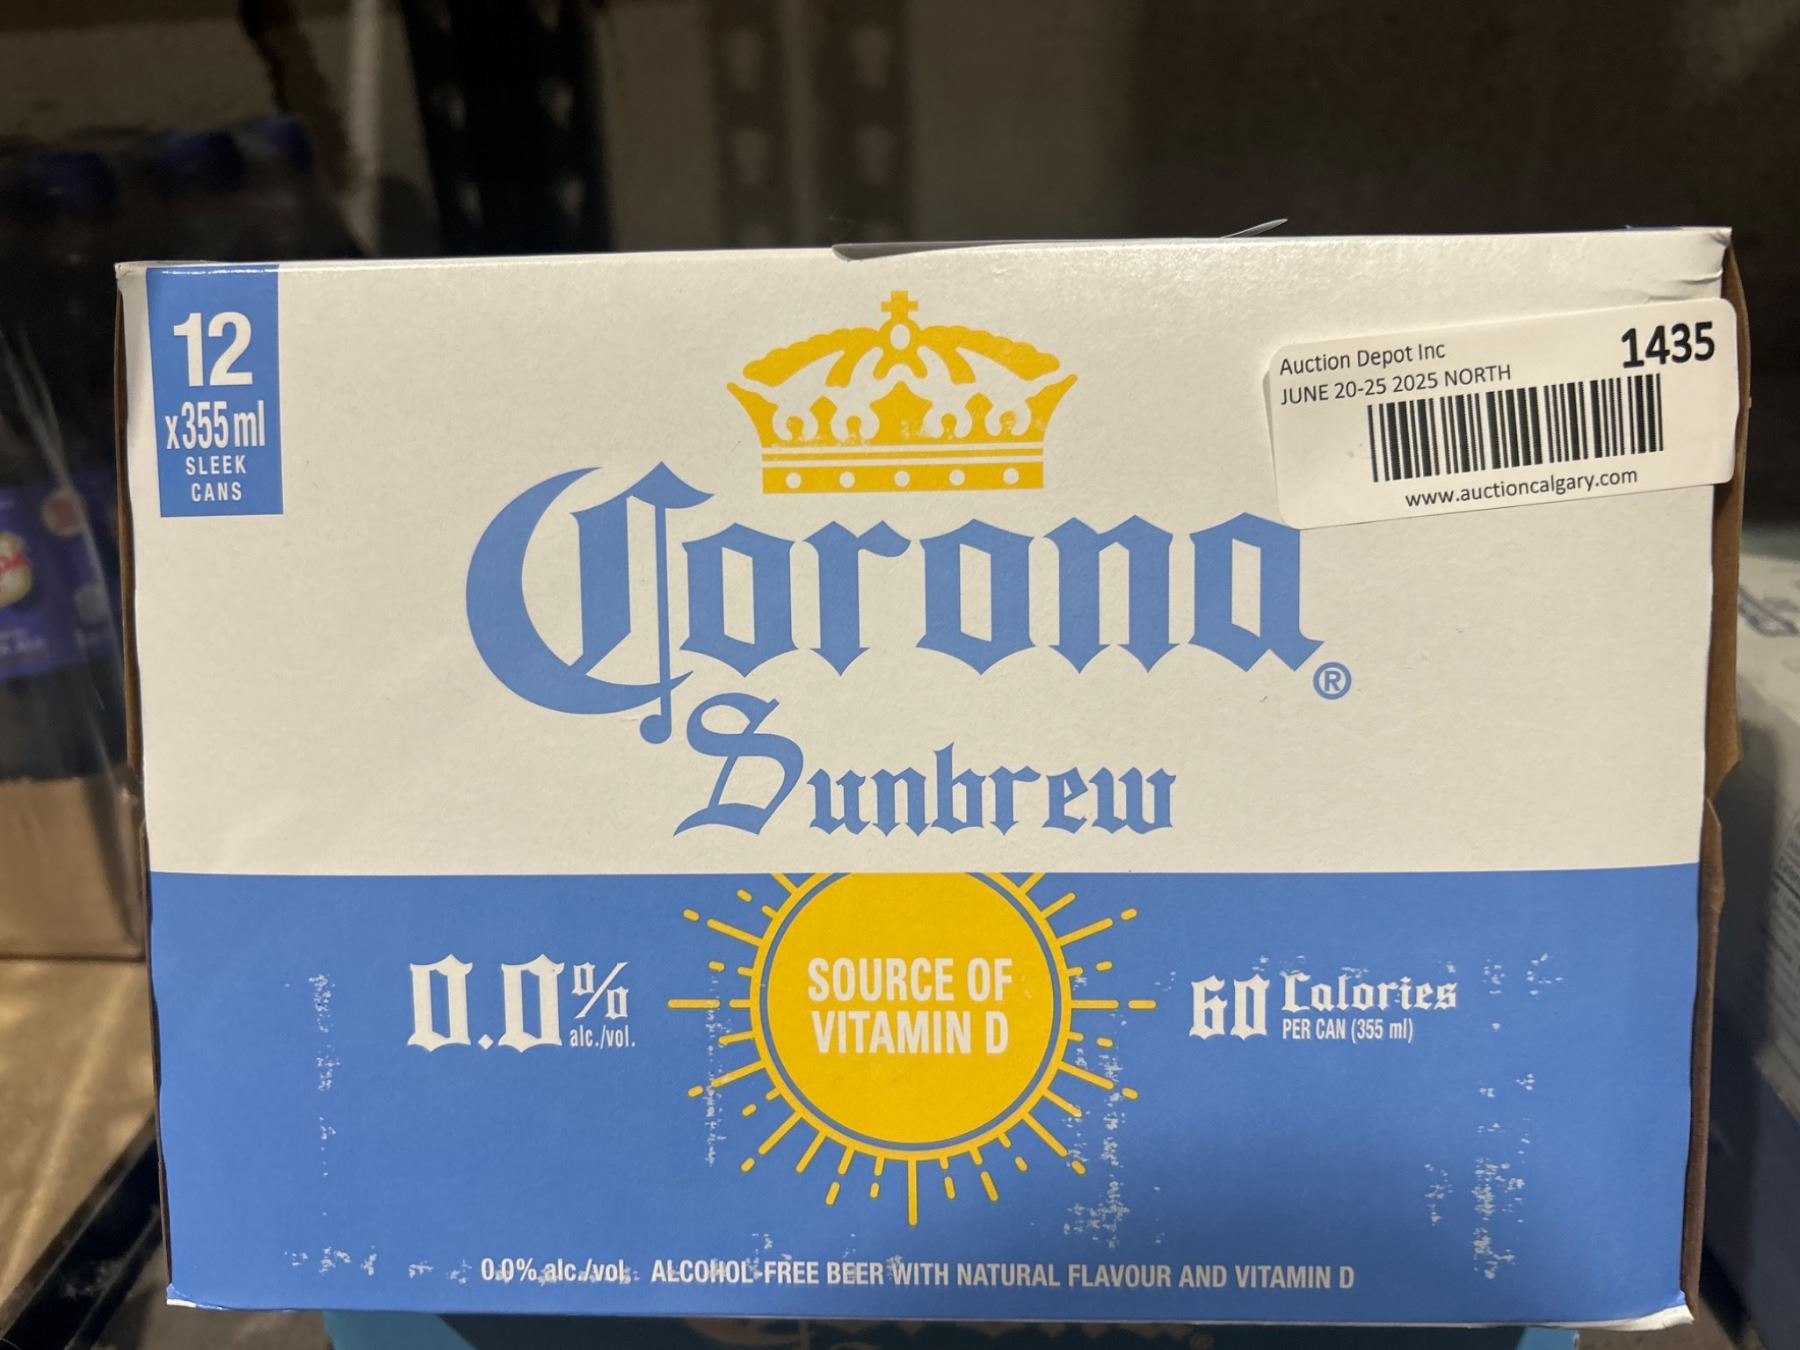 12
x355 ml
SLEEK
CANS
Auction Depot Inc
1435
JUNE 20-25 2025 NORTH
www.auctioncalgary.com
Corona®
Sunbrew
0.0%
alc./vol.
SOURCE OF
VITAMIN D
60 Calories
PER CAN (355 ml)
0.0% alc./vol. ALCOHOL-FREE BEER WITH NATURAL FLAVOUR AND VITAMIN D